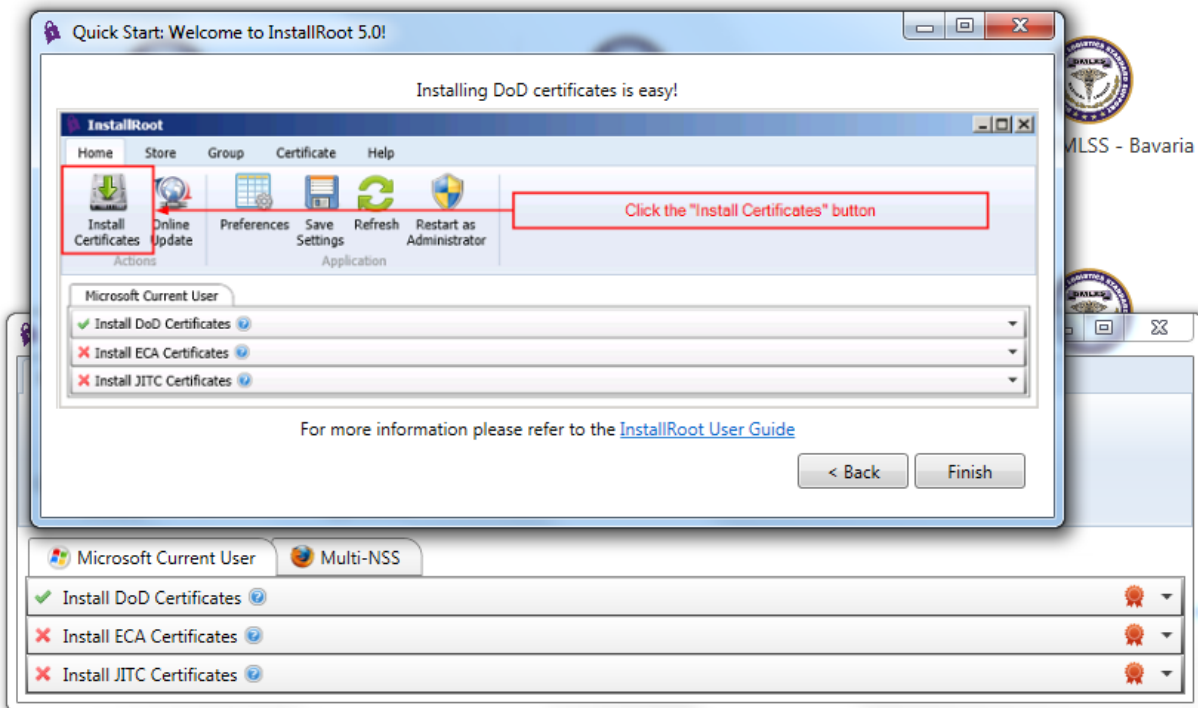 Quick Start: Welcome to InstallRoot 5.0!
Installing DoD certificates is easy!
InstallRoot
Home Store Group Certificate Help
Install Certificates
Online Update
Preferences
Save Settings
Refresh
Restart as Administrator
Click the "Install Certificates" button
Actions
Application
Microsoft Current User
Install DoD Certificates
Install ECA Certificates
Install JITC Certificates
For more information please refer to the InstallRoot User Guide
< Back
Finish
MLSS - Bavaria
Microsoft Current User
Multi-NSS
Install DoD Certificates
Install ECA Certificates
Install JITC Certificates